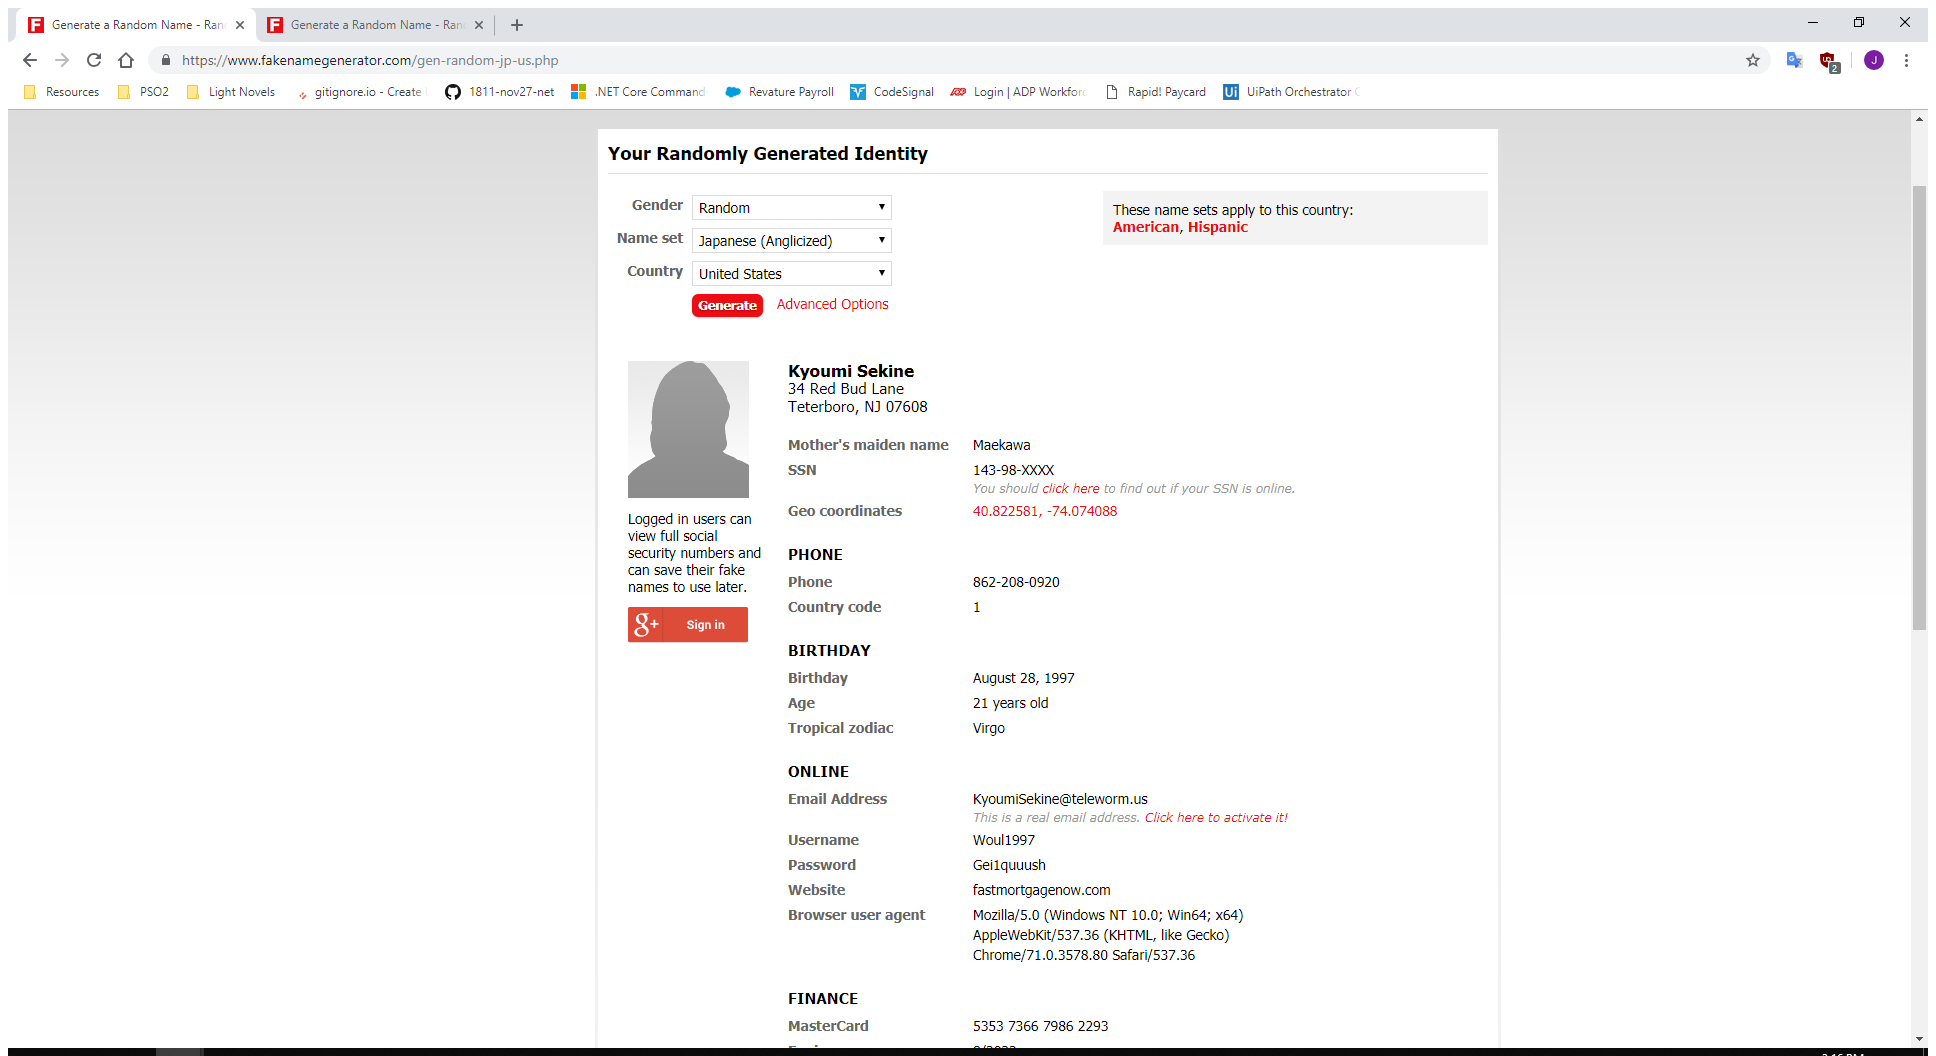 Generate a Random Name - Ran
Generate a Random Name - Ran
https://www.fakenamegenerator.com/gen-random-jp-us.php
2
J
Resources
PSO2
Light Novels
gitignore.io - Create
1811-nov27-net
.NET Core Command
Revature Payroll
CodeSignal
Login | ADP Workforc
Rapid! Paycard
UiPath Orchestrator
Your Randomly Generated Identity
Gender
Random
Name set
Japanese (Anglicized)
Country
United States
Generate
Advanced Options
These name sets apply to this country:
American, Hispanic
Logged in users can
view full social
security numbers and
can save their fake
names to use later.
g+ Sign in
Kyoumi Sekine
34 Red Bud Lane
Teterboro, NJ 07608
Mother's maiden name Maekawa
SSN 143-98-XXXX
You should click here to find out if your SSN is online.
Geo coordinates 40.822581, -74.074088
PHONE
Phone 862-208-0920
Country code 1
BIRTHDAY
Birthday August 28, 1997
Age 21 years old
Tropical zodiac Virgo
ONLINE
Email Address KyoumiSekine@teleworm.us
This is a real email address. Click here to activate it!
Username Woul1997
Password Gei1quuush
Website fastmortgagenow.com
Browser user agent Mozilla/5.0 (Windows NT 10.0; Win64; x64)
AppleWebKit/537.36 (KHTML, like Gecko)
Chrome/71.0.3578.80 Safari/537.36
FINANCE
MasterCard 5353 7366 7986 2293